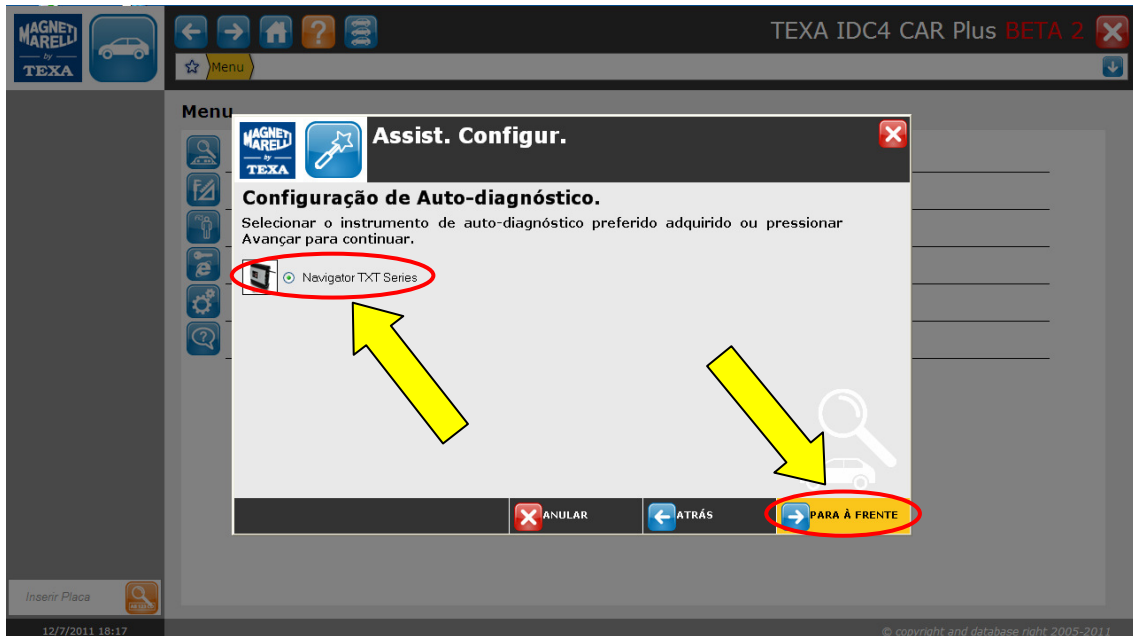 MAGNETI
MARELLI
by
TEXA
TEXA IDC4 CAR Plus BETA 2
Menu
Menu
MAGNETI
MARELLI
by
TEXA
Assist. Configur.
Configuração de Auto-diagnóstico.
Selecionar o instrumento de auto-diagnóstico preferido adquirido ou pressionar
Avançar para continuar.
Navigator TXT Series
ANULAR
ATRÁS
PARA À FRENTE
Inserir Placa
12/7/2011 18:17
© copyright and database right 2005-2011